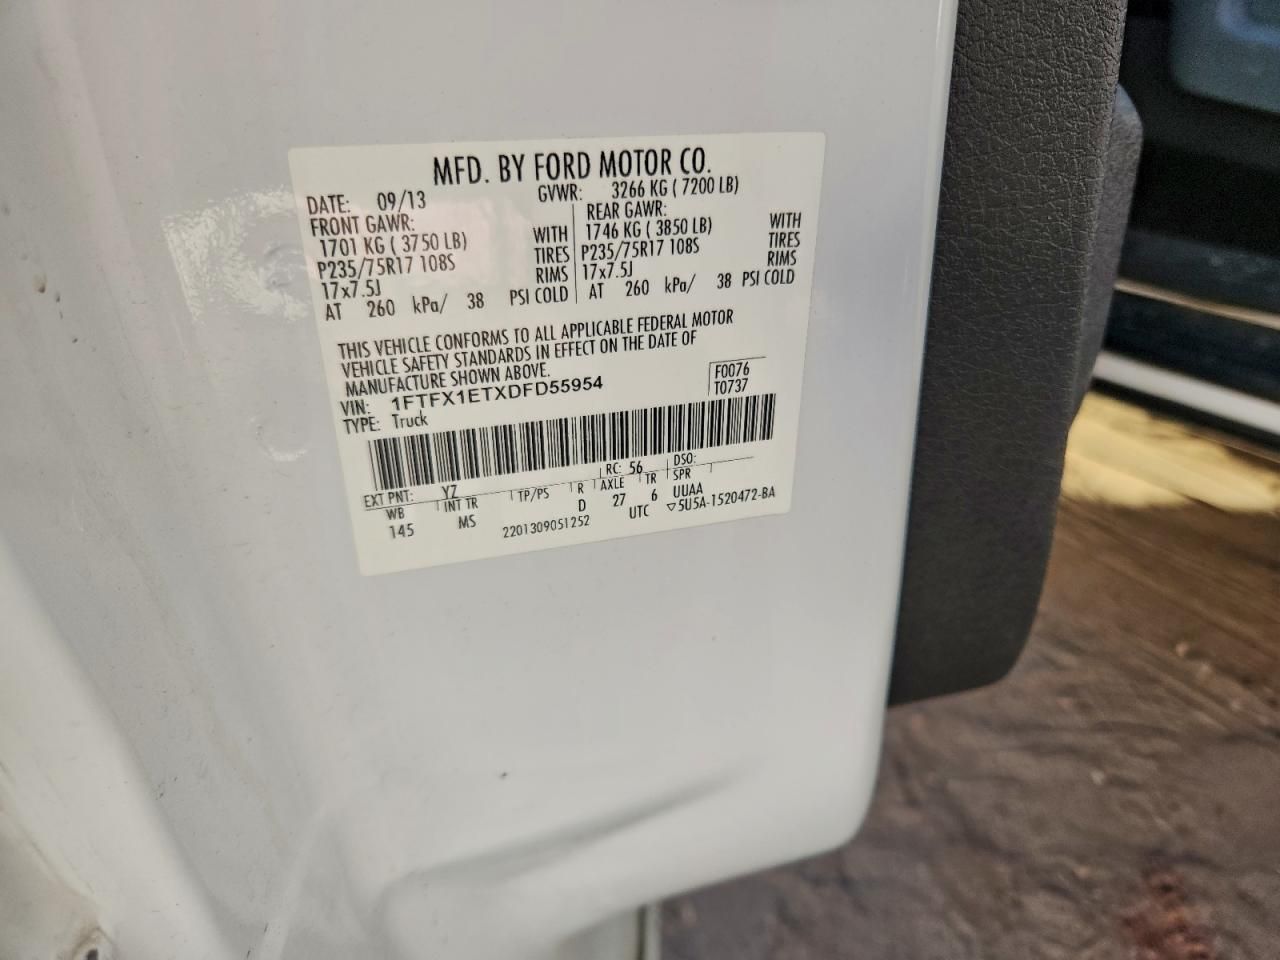 MFD. BY FORD MOTOR CO.
DATE: 09/13 GVWR: 3266 KG ( 7200 LB)
FRONT GAWR: REAR GAWR:
1701 KG ( 3750 LB) WITH 1746 KG ( 3850 LB) WITH
P235/75R17 108S TIRES P235/75R17 108S TIRES
17x7.5J RIMS 17x7.5J RIMS
AT 260 kPa/ 38 PSI COLD AT 260 kPa/ 38 PSI COLD
THIS VEHICLE CONFORMS TO ALL APPLICABLE FEDERAL MOTOR
VEHICLE SAFETY STANDARDS IN EFFECT ON THE DATE OF
MANUFACTURE SHOWN ABOVE.
VIN: 1FTFX1ETXDFD55954 F0076
TYPE: Truck T0737
EXT PNT: YZ RC: 56 DSO:
WB INT TR TP/PS R AXLE TR SPR
145 MS D 27 6 UUAA
2201309051252 UTC ▽5U5A-1520472-BA